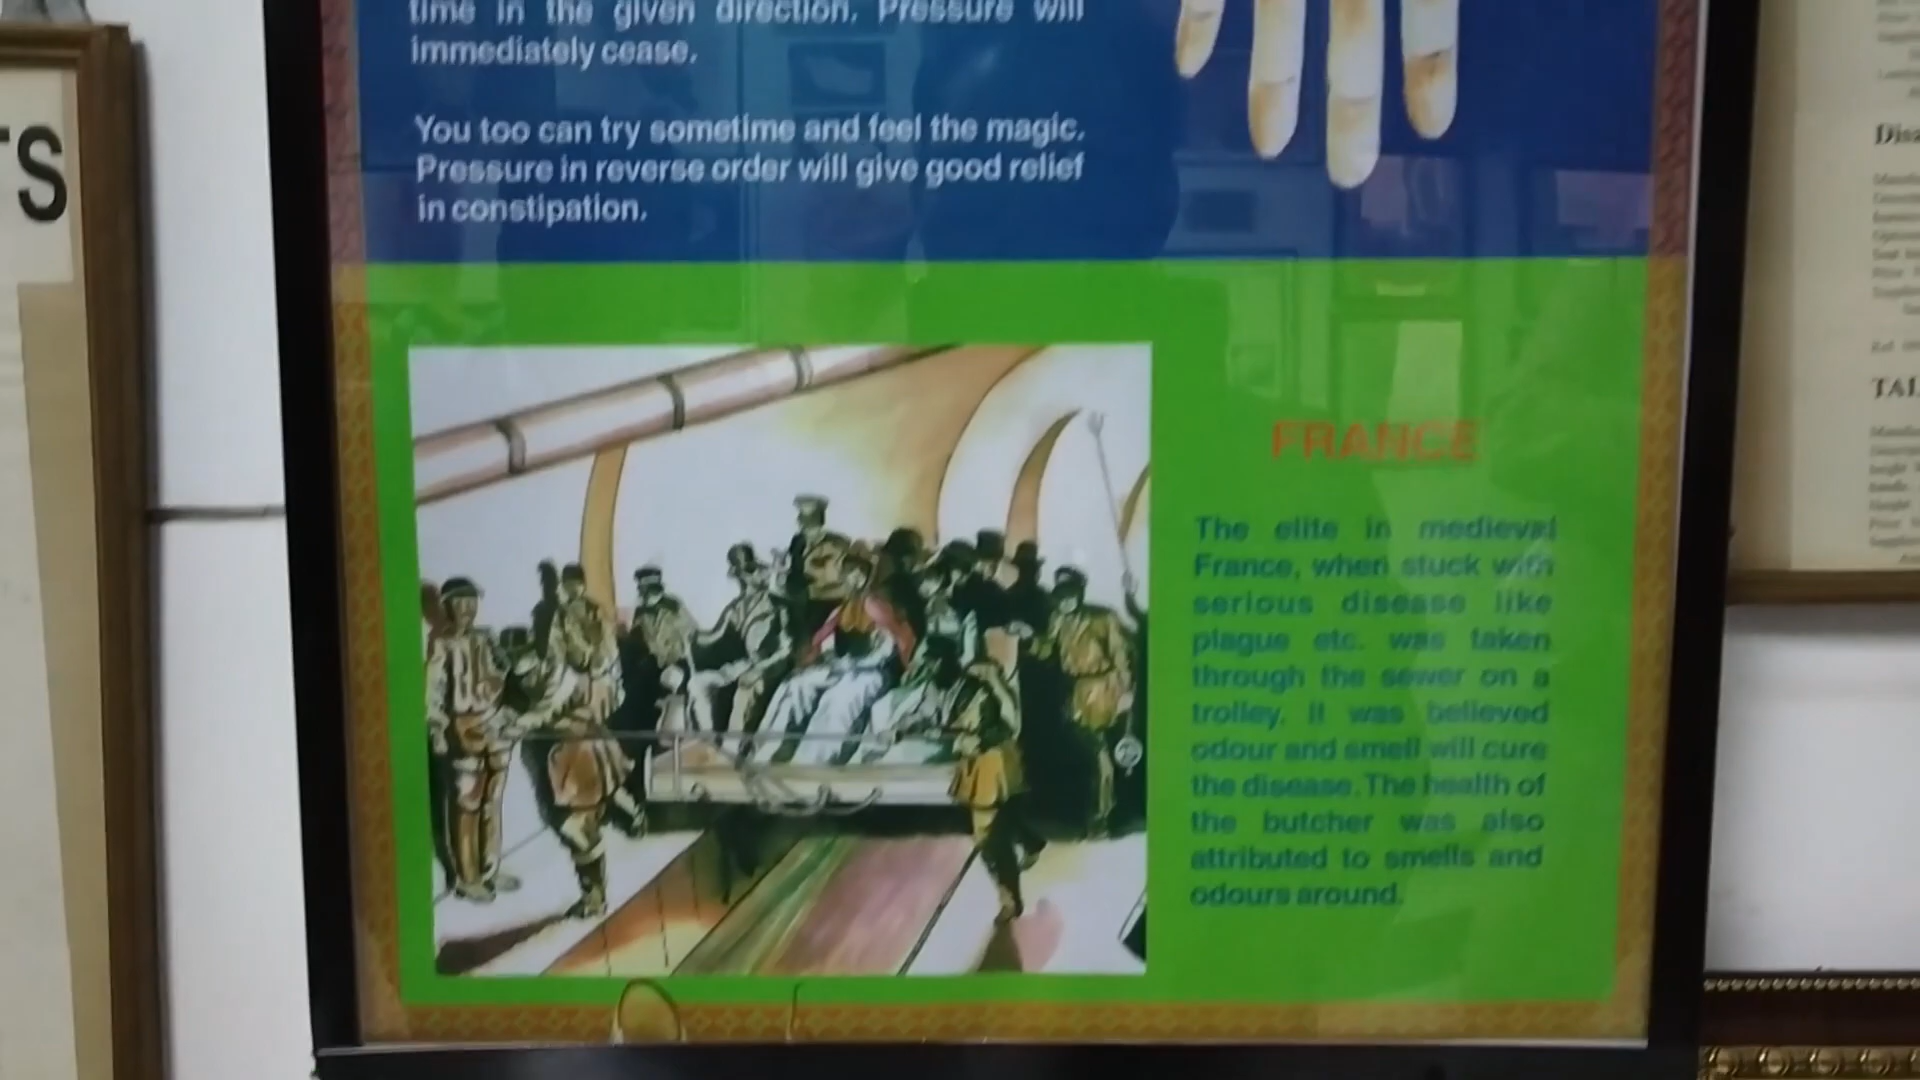 TS
time in the given direction. Pressure will
immediately cease.
You too can try sometime and feel the magic.
Pressure in reverse order will give good relief
in constipation.
FRANCE
The elite in medieval
France, when stuck with
serious disease like
plague etc. was taken
through the sewer on a
trolley. It was believed
odour and smell will cure
the disease. The health of
the butcher was also
attributed to smells and
odours around.